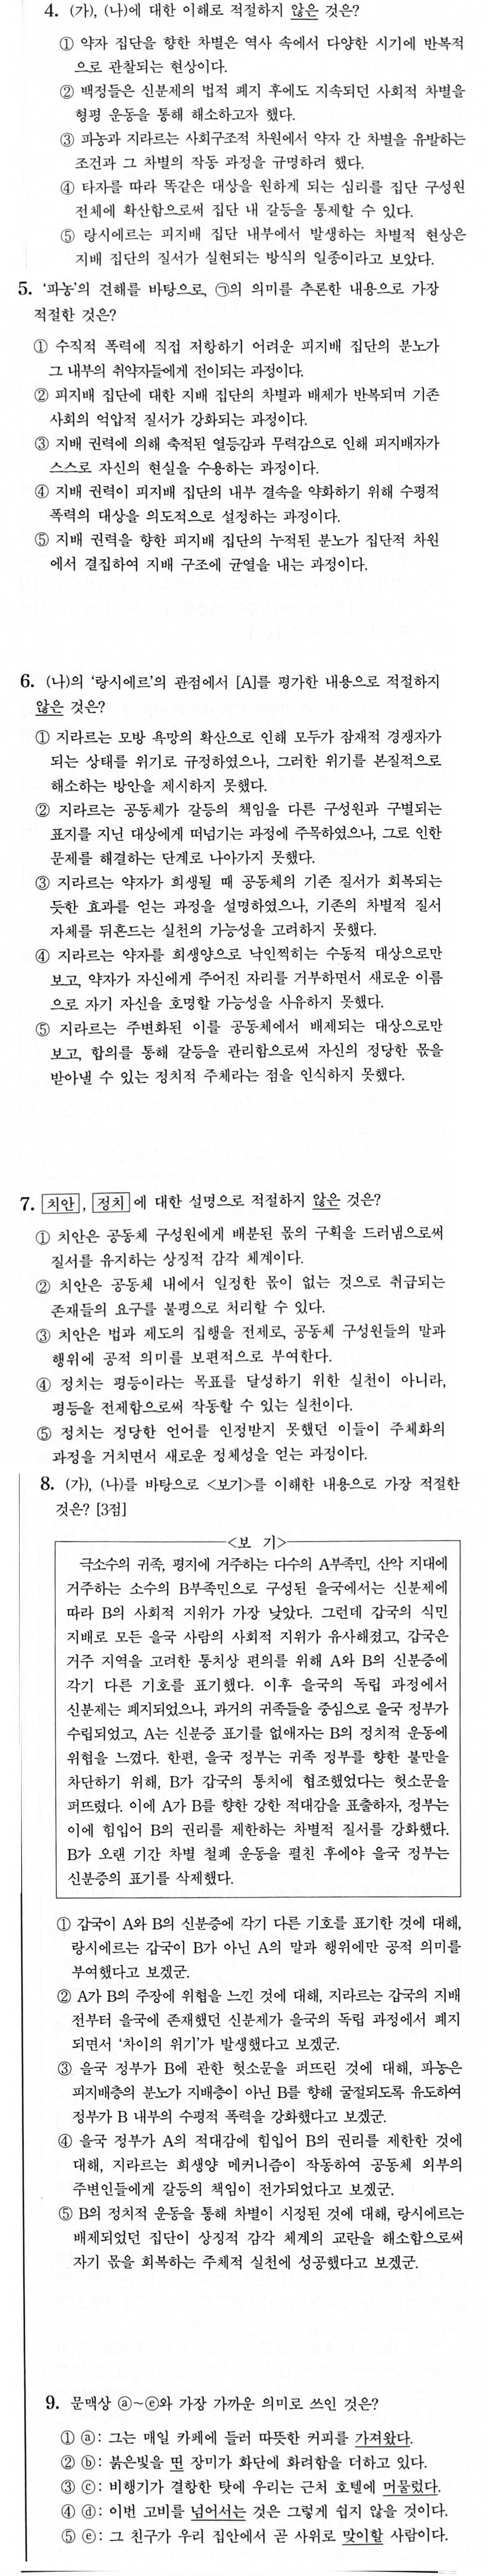 4. (가), (나)에 대한 이해로 적절하지 않은 것은?
① 약자 집단을 향한 차별은 역사 속에서 다양한 시기에 반복적
으로 관찰되는 현상이다.
② 백정들은 신분제의 법적 폐지 후에도 지속되던 사회적 차별을
형평 운동을 통해 해소하고자 했다.
③ 파농과 지라르는 사회구조적 차원에서 약자 간 차별을 유발하는
조건과 그 차별의 작동 과정을 규명하려 했다.
④ 타자를 따라 똑같은 대상을 원하게 되는 심리를 집단 구성원
전체에 확산함으로써 집단 내 갈등을 통제할 수 있다.
⑤ 랑시에르는 피지배 집단 내부에서 발생하는 차별적 현상은
지배 집단의 질서가 실현되는 방식의 일종이라고 보았다.
5. '파농'의 견해를 바탕으로, ㉠의 의미를 추론한 내용으로 가장
적절한 것은?
① 수직적 폭력에 직접 저항하기 어려운 피지배 집단의 분노가
그 내부의 취약자들에게 전이되는 과정이다.
② 피지배 집단에 대한 지배 집단의 차별과 배제가 반복되며 기존
사회의 억압적 질서가 강화되는 과정이다.
③ 지배 권력에 의해 축적된 열등감과 무력감으로 인해 피지배자가
스스로 자신의 현실을 수용하는 과정이다.
④ 지배 권력이 피지배 집단의 내부 결속을 약화하기 위해 수평적
폭력의 대상을 의도적으로 설정하는 과정이다.
⑤ 지배 권력을 향한 피지배 집단의 누적된 분노가 집단적 차원
에서 결집하여 지배 구조에 균열을 내는 과정이다.
6. (나)의 '랑시에르'의 관점에서 [A]를 평가한 내용으로 적절하지
않은 것은?
① 지라르는 모방 욕망의 확산으로 인해 모두가 잠재적 경쟁자가
되는 상태를 위기로 규정하였으나, 그러한 위기를 본질적으로
해소하는 방안을 제시하지 못했다.
② 지라르는 공동체가 갈등의 책임을 다른 구성원과 구별되는
표지를 지닌 대상에게 떠넘기는 과정에 주목하였으나, 그로 인한
문제를 해결하는 단계로 나아가지 못했다.
③ 지라르는 약자가 희생될 때 공동체의 기존 질서가 회복되는
듯한 효과를 얻는 과정을 설명하였으나, 기존의 차별적 질서
자체를 뒤흔드는 실천의 가능성을 고려하지 못했다.
④ 지라르는 약자를 희생양으로 낙인찍히는 수동적 대상으로만
보고, 약자가 자신에게 주어진 자리를 거부하면서 새로운 이름
으로 자기 자신을 호명할 가능성을 사유하지 못했다.
⑤ 지라르는 주변화된 이를 공동체에서 배제되는 대상으로만
보고, 합의를 통해 갈등을 관리함으로써 자신의 정당한 몫을
받아낼 수 있는 정치적 주체라는 점을 인식하지 못했다.
7. 치안, 정치에 대한 설명으로 적절하지 않은 것은?
① 치안은 공동체 구성원에게 배분된 몫의 구획을 드러냄으로써
질서를 유지하는 상징적 감각 체계이다.
② 치안은 공동체 내에서 일정한 몫이 없는 것으로 취급되는
존재들의 요구를 불평으로 처리할 수 있다.
③ 치안은 법과 제도의 집행을 전제로, 공동체 구성원들의 말과
행위에 공적 의미를 보편적으로 부여한다.
④ 정치는 평등이라는 목표를 달성하기 위한 실천이 아니라,
평등을 전제함으로써 작동할 수 있는 실천이다.
⑤ 정치는 정당한 언어를 인정받지 못했던 이들이 주체화의
과정을 거치면서 새로운 정체성을 얻는 과정이다.
8. (가), (나)를 바탕으로 <보기>를 이해한 내용으로 가장 적절한
것은? [3점]
<보 기>
극소수의 귀족, 평지에 거주하는 다수의 A부족민, 산악 지대에
거주하는 소수의 B부족민으로 구성된 을국에서는 신분제에
따라 B의 사회적 지위가 가장 낮았다. 그런데 갑국의 식민
지배로 모든 을국 사람의 사회적 지위가 유사해졌고, 갑국은
거주 지역을 고려한 통치상 편의를 위해 A와 B의 신분증에
각기 다른 기호를 표기했다. 이후 을국의 독립 과정에서
신분제는 폐지되었으나, 과거의 귀족들을 중심으로 을국 정부가
수립되었고, A는 신분증 표기를 없애자는 B의 정치적 운동에
위협을 느꼈다. 한편, 을국 정부는 귀족 정부를 향한 불만을
차단하기 위해, B가 갑국의 통치에 협조했었다는 헛소문을
퍼뜨렸다. 이에 A가 B를 향한 강한 적대감을 표출하자, 정부는
이에 힘입어 B의 권리를 제한하는 차별적 질서를 강화했다.
B가 오랜 기간 차별 철폐 운동을 펼친 후에야 을국 정부는
신분증의 표기를 삭제했다.
① 갑국이 A와 B의 신분증에 각기 다른 기호를 표기한 것에 대해,
랑시에르는 갑국이 B가 아닌 A의 말과 행위에만 공적 의미를
부여했다고 보겠군.
② A가 B의 주장에 위협을 느낀 것에 대해, 지라르는 갑국의 지배
전부터 을국에 존재했던 신분제가 을국의 독립 과정에서 폐지
되면서 '차이의 위기'가 발생했다고 보겠군.
③ 을국 정부가 B에 관한 헛소문을 퍼뜨린 것에 대해, 파농은
피지배층의 분노가 지배층이 아닌 B를 향해 굴절되도록 유도하여
정부가 B 내부의 수평적 폭력을 강화했다고 보겠군.
④ 을국 정부가 A의 적대감에 힘입어 B의 권리를 제한한 것에
대해, 지라르는 희생양 메커니즘이 작동하여 공동체 외부의
주변인들에게 갈등의 책임이 전가되었다고 보겠군.
⑤ B의 정치적 운동을 통해 차별이 시정된 것에 대해, 랑시에르는
배제되었던 집단이 상징적 감각 체계의 교란을 해소함으로써
자기 몫을 회복하는 주체적 실천에 성공했다고 보겠군.
9. 문맥상 ⓐ~ⓔ와 가장 가까운 의미로 쓰인 것은?
① ⓐ: 그는 매일 카페에 들러 따뜻한 커피를 가져왔다.
② ⓑ: 붉은빛을 띤 장미가 화단에 화려함을 더하고 있다.
③ ⓒ: 비행기가 결항한 탓에 우리는 근처 호텔에 머물렀다.
④ ⓓ: 이번 고비를 넘어서는 것은 그렇게 쉽지 않을 것이다.
⑤ ⓔ: 그 친구가 우리 집안에서 곧 사위로 맞이할 사람이다.